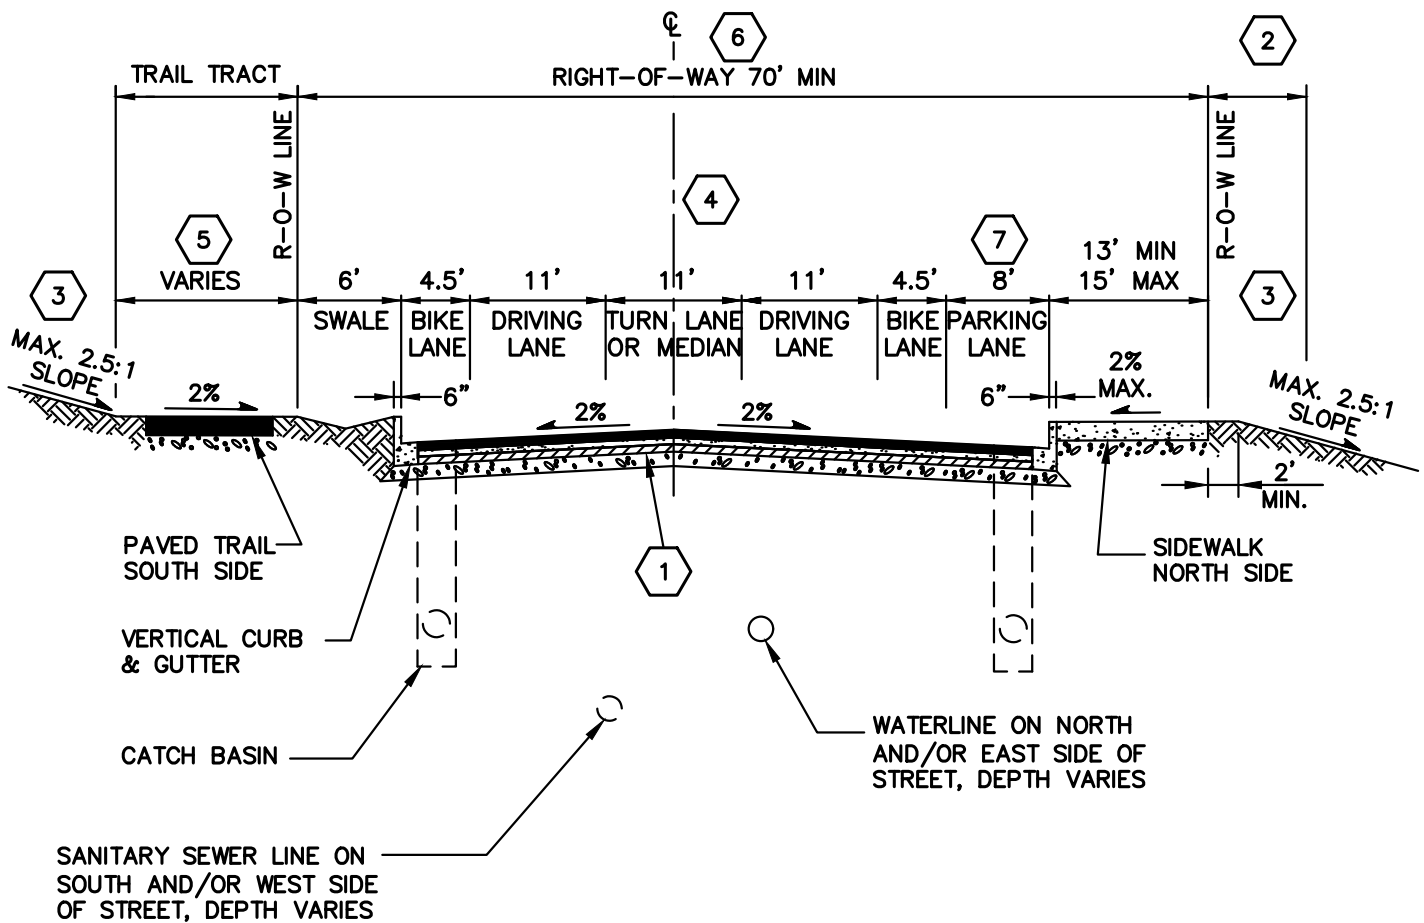 ℄
6
2
TRAIL TRACT
RIGHT-OF-WAY 70' MIN
R-O-W LINE
R-O-W LINE
4
5
7
VARIES
6'
4.5'
11'
11'
11'
4.5'
8'
13' MIN
15' MAX
3
3
SWALE
BIKE
LANE
DRIVING
LANE
TURN LANE
OR MEDIAN
DRIVING
LANE
BIKE
LANE
PARKING
LANE
MAX. 2.5:1
SLOPE
2%
6"
2%
2%
6"
2%
MAX.
MAX. 2.5:1
SLOPE
2'
MIN.
PAVED TRAIL
SOUTH SIDE
1
SIDEWALK
NORTH SIDE
VERTICAL CURB
& GUTTER
CATCH BASIN
WATERLINE ON NORTH
AND/OR EAST SIDE OF
STREET, DEPTH VARIES
SANITARY SEWER LINE ON
SOUTH AND/OR WEST SIDE
OF STREET, DEPTH VARIES